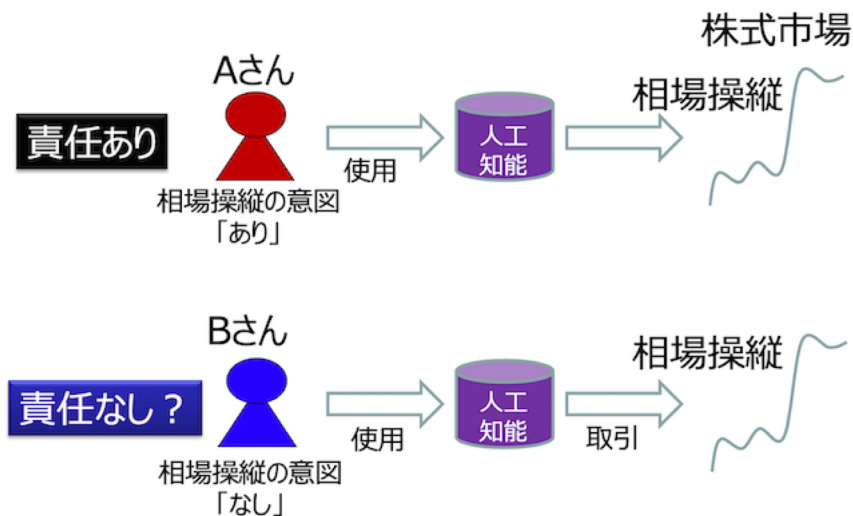 株式市場
Aさん
相場操縦
責任あり
使用
人工
知能
相場操縦の意図
「あり」
Bさん
相場操縦
責任なし？
使用
人工
知能
取引
相場操縦の意図
「なし」